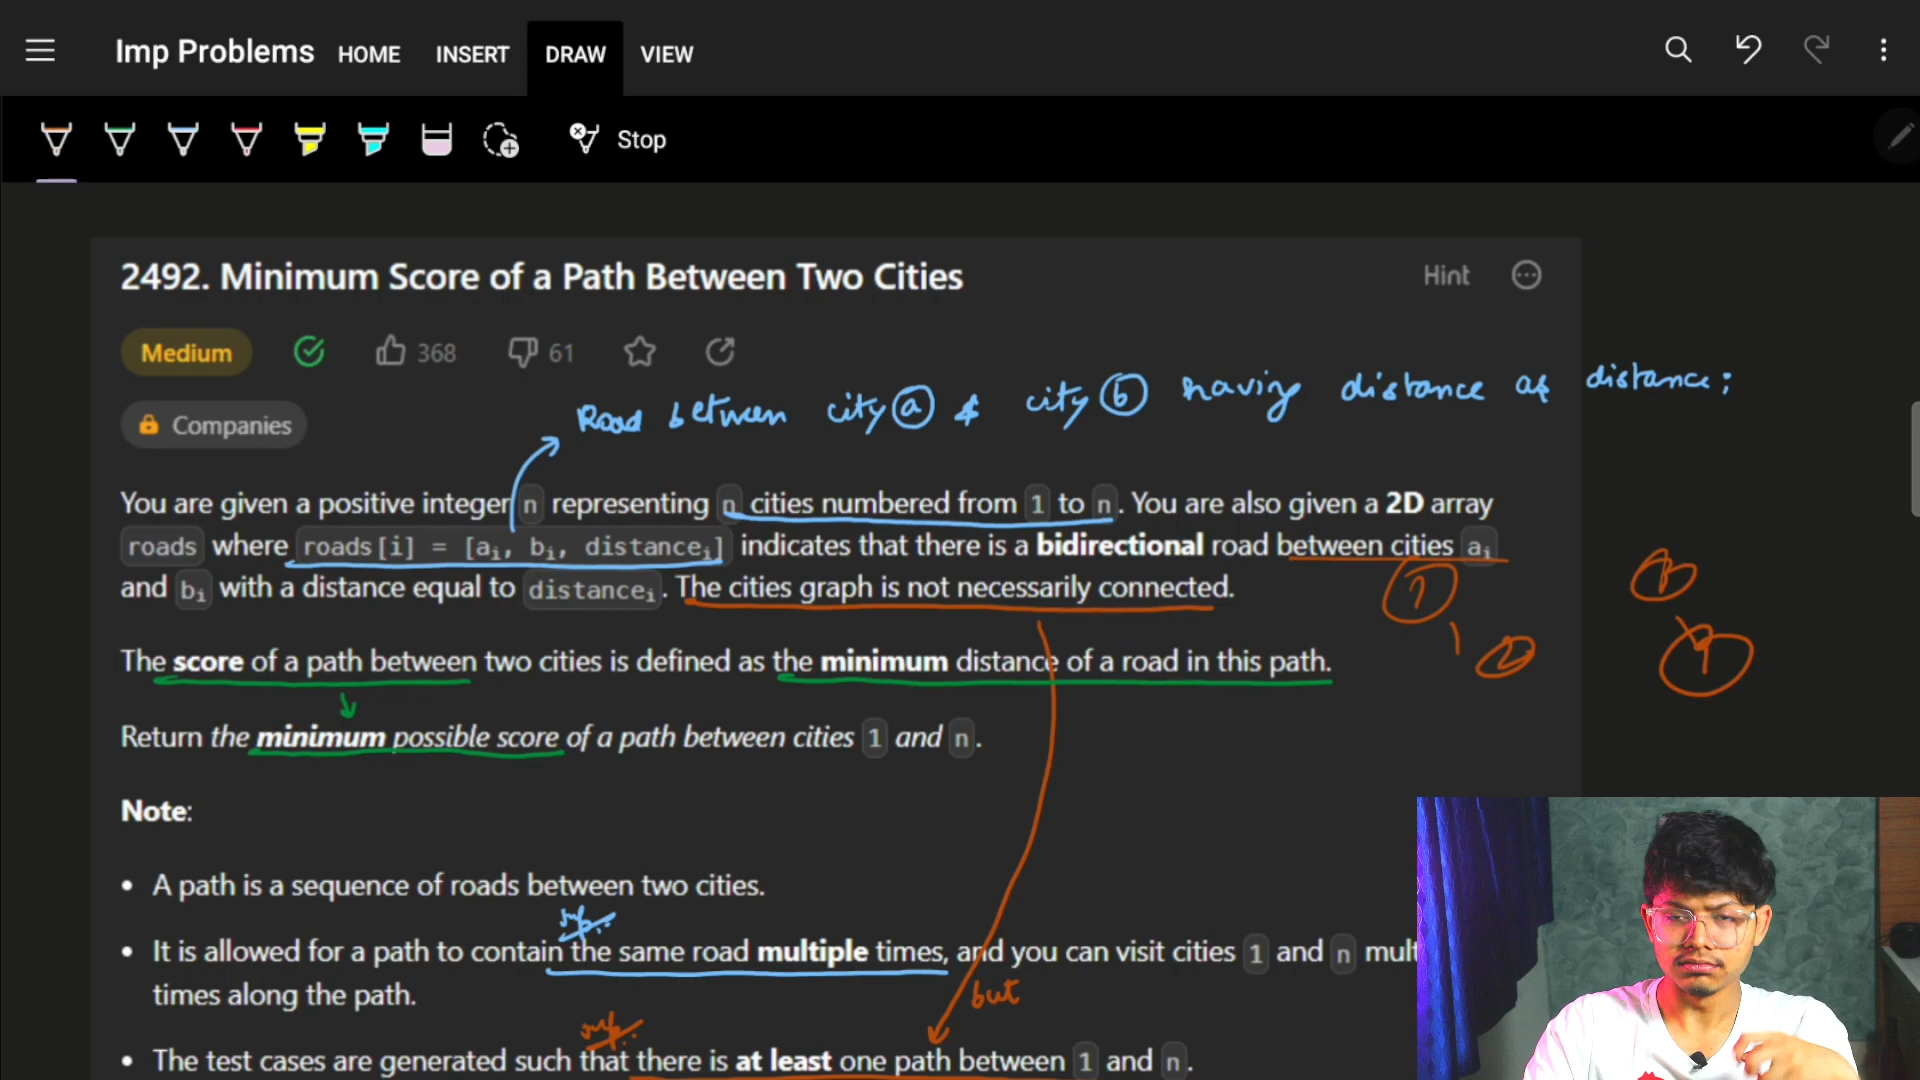 Imp Problems HOME INSERT DRAW VIEW
Stop
2492. Minimum Score of a Path Between Two Cities
Hint
Medium 368 61
Road between city a & city b having distance of distance;
Companies
You are given a positive integer n representing n cities numbered from 1 to n. You are also given a 2D array
roads where roads[i] = [ai, bi, distancei] indicates that there is a bidirectional road between cities ai
and bi with a distance equal to distancei. The cities graph is not necessarily connected.
1
2
The score of a path between two cities is defined as the minimum distance of a road in this path.
Return the minimum possible score of a path between cities 1 and n.
Note:
• A path is a sequence of roads between two cities.
• It is allowed for a path to contain the same road multiple times, and you can visit cities 1 and n mult
times along the path.
but
• The test cases are generated such that there is at least one path between 1 and n.